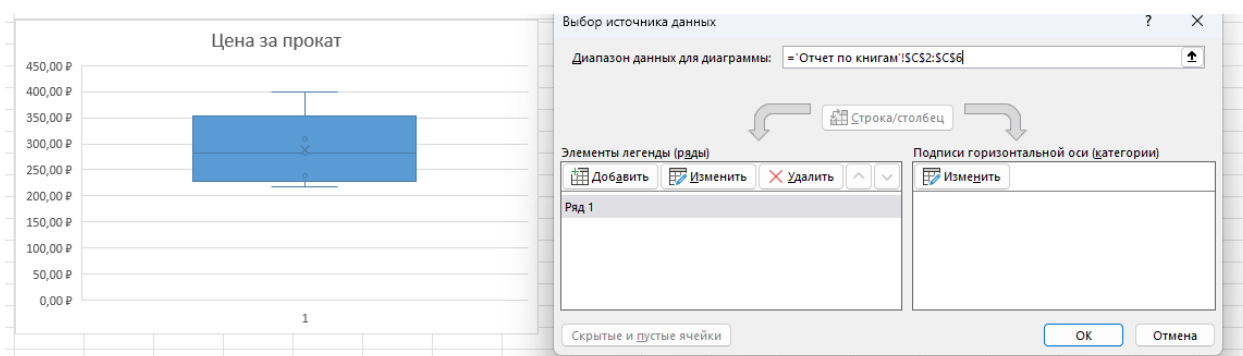 Цена за прокат
450,00 ₽
400,00 ₽
350,00 ₽
300,00 ₽
250,00 ₽
200,00 ₽
150,00 ₽
100,00 ₽
50,00 ₽
0,00 ₽
1
Выбор источника данных ? ×
Диапазон данных для диаграммы: ='Отчет по книгам'!$C$2:$C$6
Строка/столбец
Элементы легенды (ряды)
Добавить Изменить Удалить
Ряд 1
Подписи горизонтальной оси (категории)
Изменить
Скрытые и пустые ячейки
ОК Отмена